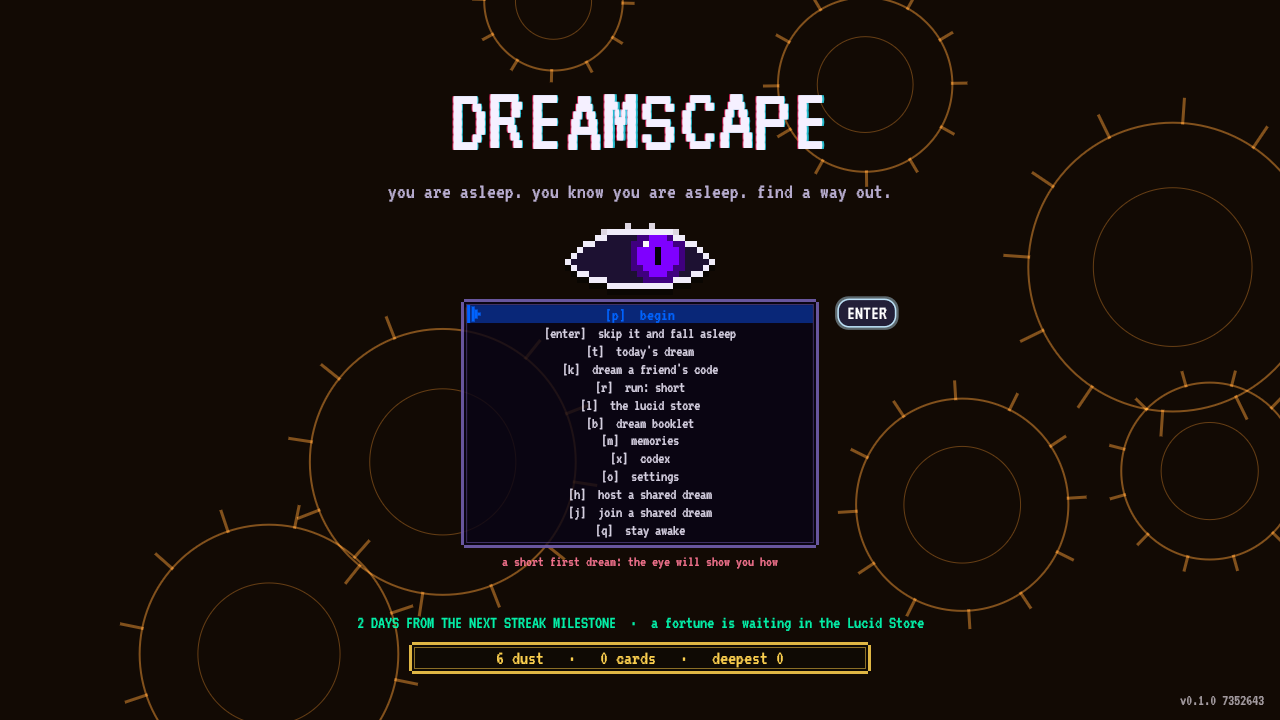 DREAMSCAPE
you are asleep. you know you are asleep. find a way out.
[p] begin
ENTER
[enter] skip it and fall asleep
[t] today's dream
[k] dream a friend's code
[r] run: short
[l] the lucid store
[b] dream booklet
[m] memories
[x] codex
[o] settings
[h] host a shared dream
[j] join a shared dream
[q] stay awake
a short first dream: the eye will show you how
2 DAYS FROM THE NEXT STREAK MILESTONE · a fortune is waiting in the Lucid Store
6 dust · 0 cards · deepest 0
v0.1.0 7352643